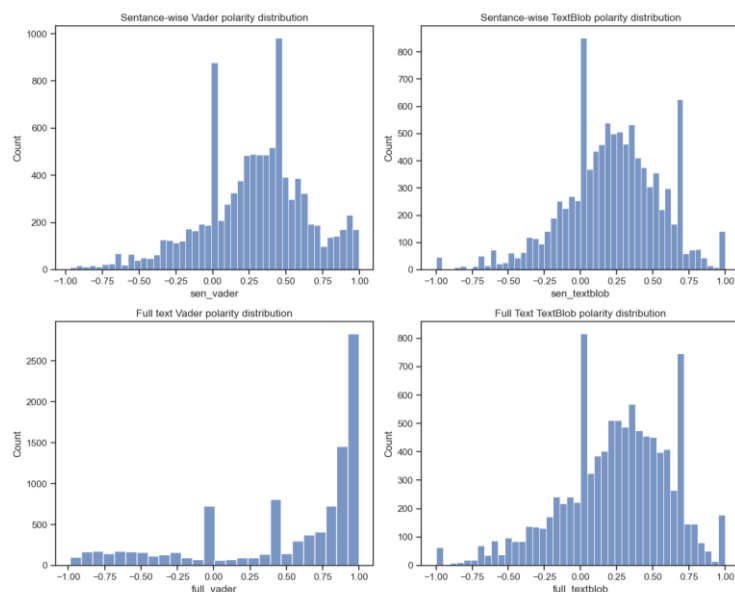 Sentance-wise Vader polarity distribution
1000
800
600
400
200
0
Count
−1.00 −0.75 −0.50 −0.25 0.00 0.25 0.50 0.75 1.00
sen_vader
Sentance-wise TextBlob polarity distribution
800
700
600
500
400
300
200
100
0
Count
−1.00 −0.75 −0.50 −0.25 0.00 0.25 0.50 0.75 1.00
sen_textblob
Full text Vader polarity distribution
2500
2000
1500
1000
500
0
Count
−1.00 −0.75 −0.50 −0.25 0.00 0.25 0.50 0.75 1.00
full_vader
Full Text TextBlob polarity distribution
800
700
600
500
400
300
200
100
0
Count
−1.00 −0.75 −0.50 −0.25 0.00 0.25 0.50 0.75 1.00
full_textblob